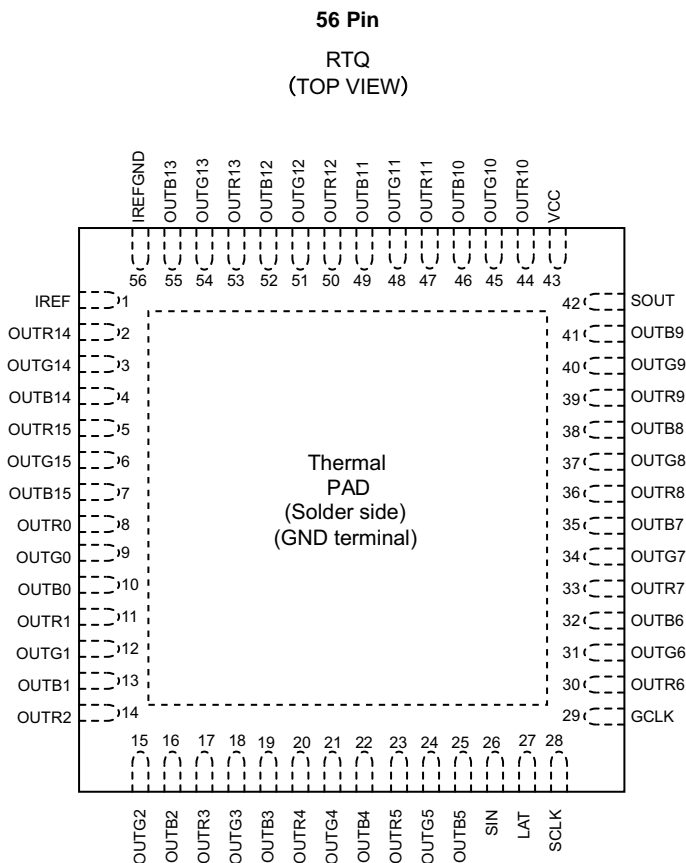 56 Pin
RTQ
(TOP VIEW)
IREFGND
OUTB13
OUTG13
OUTR13
OUTB12
OUTG12
OUTR12
OUTB11
OUTG11
OUTR11
OUTB10
OUTG10
OUTR10
VCC
56 55 54 53 52 51 50 49 48 47 46 45 44 43
IREF 1
OUTR14 2
OUTG14 3
OUTB14 4
OUTR15 5
OUTG15 6
OUTB15 7
OUTR0 8
OUTG0 9
OUTB0 10
OUTR1 11
OUTG1 12
OUTB1 13
OUTR2 14
Thermal
PAD
(Solder side)
(GND terminal)
42 SOUT
41 OUTB9
40 OUTG9
39 OUTR9
38 OUTB8
37 OUTG8
36 OUTR8
35 OUTB7
34 OUTG7
33 OUTR7
32 OUTB6
31 OUTG6
30 OUTR6
29 GCLK
15 16 17 18 19 20 21 22 23 24 25 26 27 28
OUTG2
OUTB2
OUTR3
OUTG3
OUTB3
OUTR4
OUTG4
OUTB4
OUTR5
OUTG5
OUTB5
SIN
LAT
SCLK